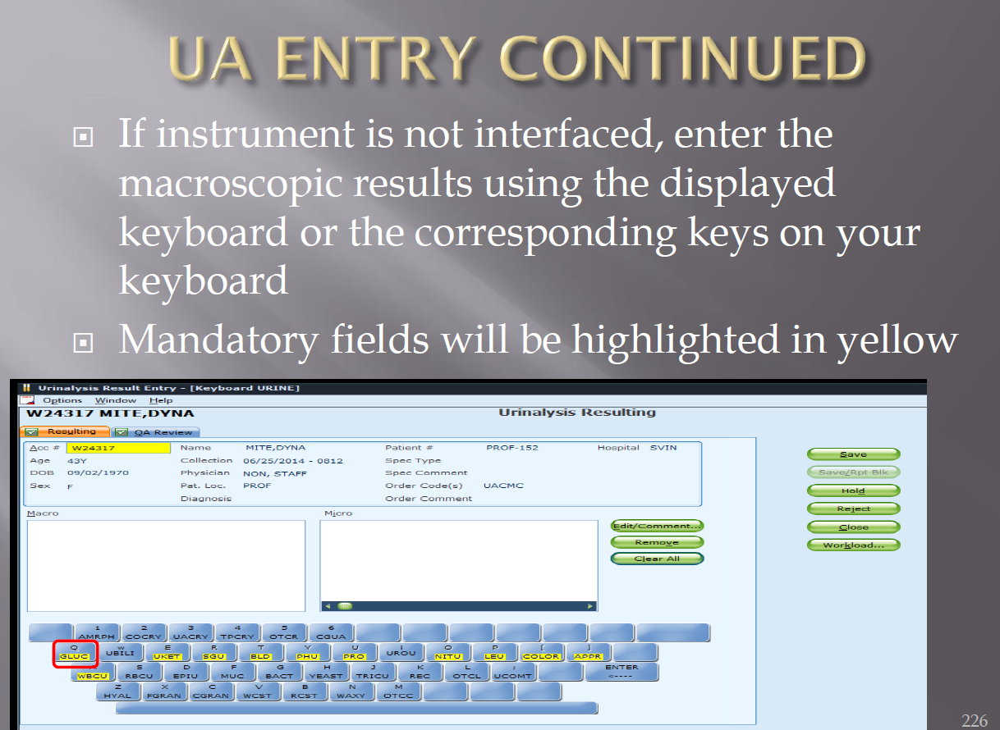 UA ENTRY CONTINUED
If instrument is not interfaced, enter the
macroscopic results using the displayed
keyboard or the corresponding keys on your
keyboard
Mandatory fields will be highlighted in yellow
Urinalysis Result Entry - [Keyboard URINE]
Options Window Help
W24317 MITE,DYNA Urinalysis Resulting
Resulting QA Review
Acc # W24317 Name MITE,DYNA Patient # PROF-152 Hospital SVIN
Age 43Y Collection 06/25/2014 - 0812 Spec Type
DOB 09/02/1970 Physician NON, STAFF Spec Comment
Sex F Pat. Loc. PROF Order Code(s) UACMC
Diagnosis Order Comment
Save
Save/Rpt Blk
Hold
Reject
Close
Workload...
Macro Micro
Edit/Comment...
Remove
Clear All
1 2 3 4 5 6
AMRPH COCRY UACRY TPCRY OTCR CGUA
Q W E R T Y U I O P [ ]
GLUC UBILI UKET SGU BLD PHU PRO UROU NITU LEU COLOR APPR
S D F G H J K L ; ENTER
WBCU RBCU EPIU MUC BACT YEAST TRICU REC OTCL UCOMT <----
Z X C V B N M
HYAL FGRAN CGRAN WCST RCST WAXY OTCC
226